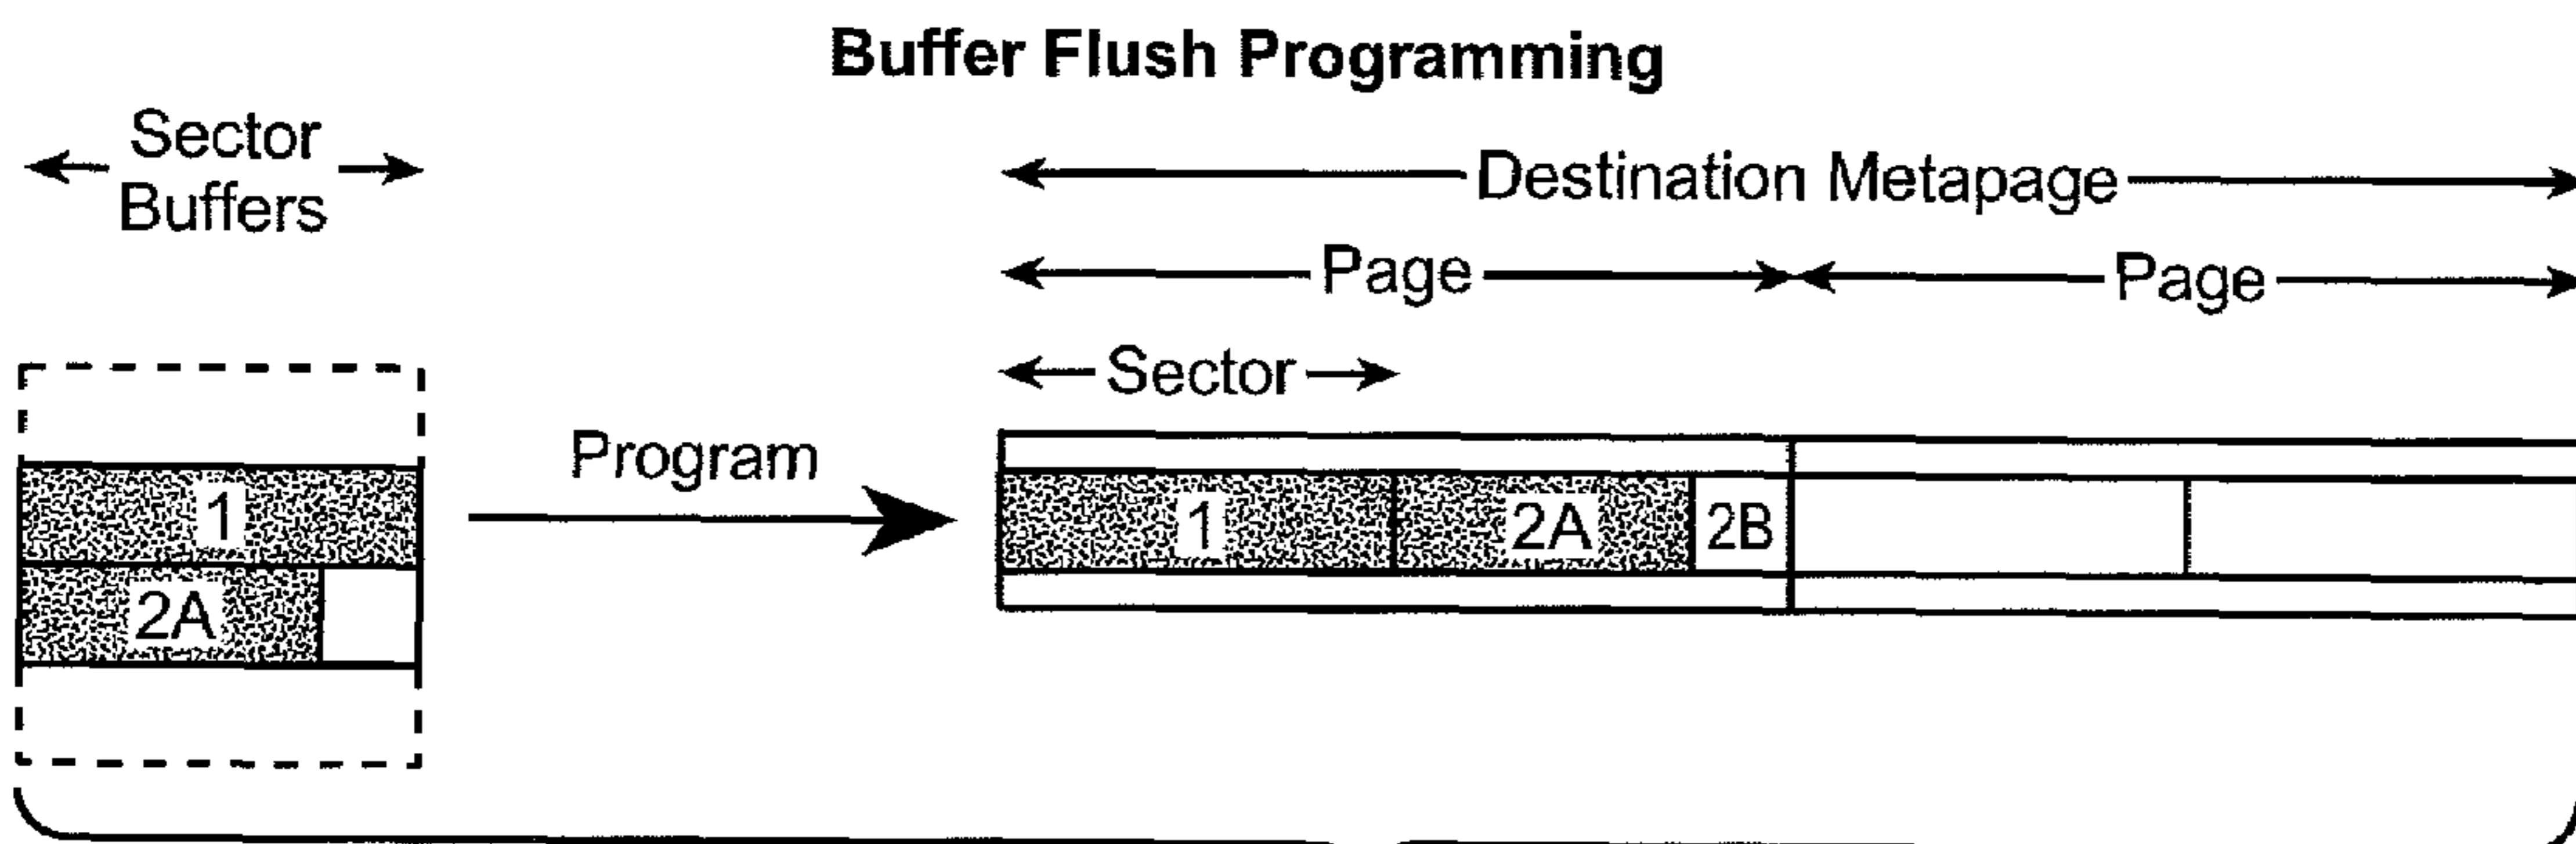 Buffer Flush Programming
Sector
Buffers
Destination Metapage
Page Page
Sector
Program
1
2A
1 2A 2B